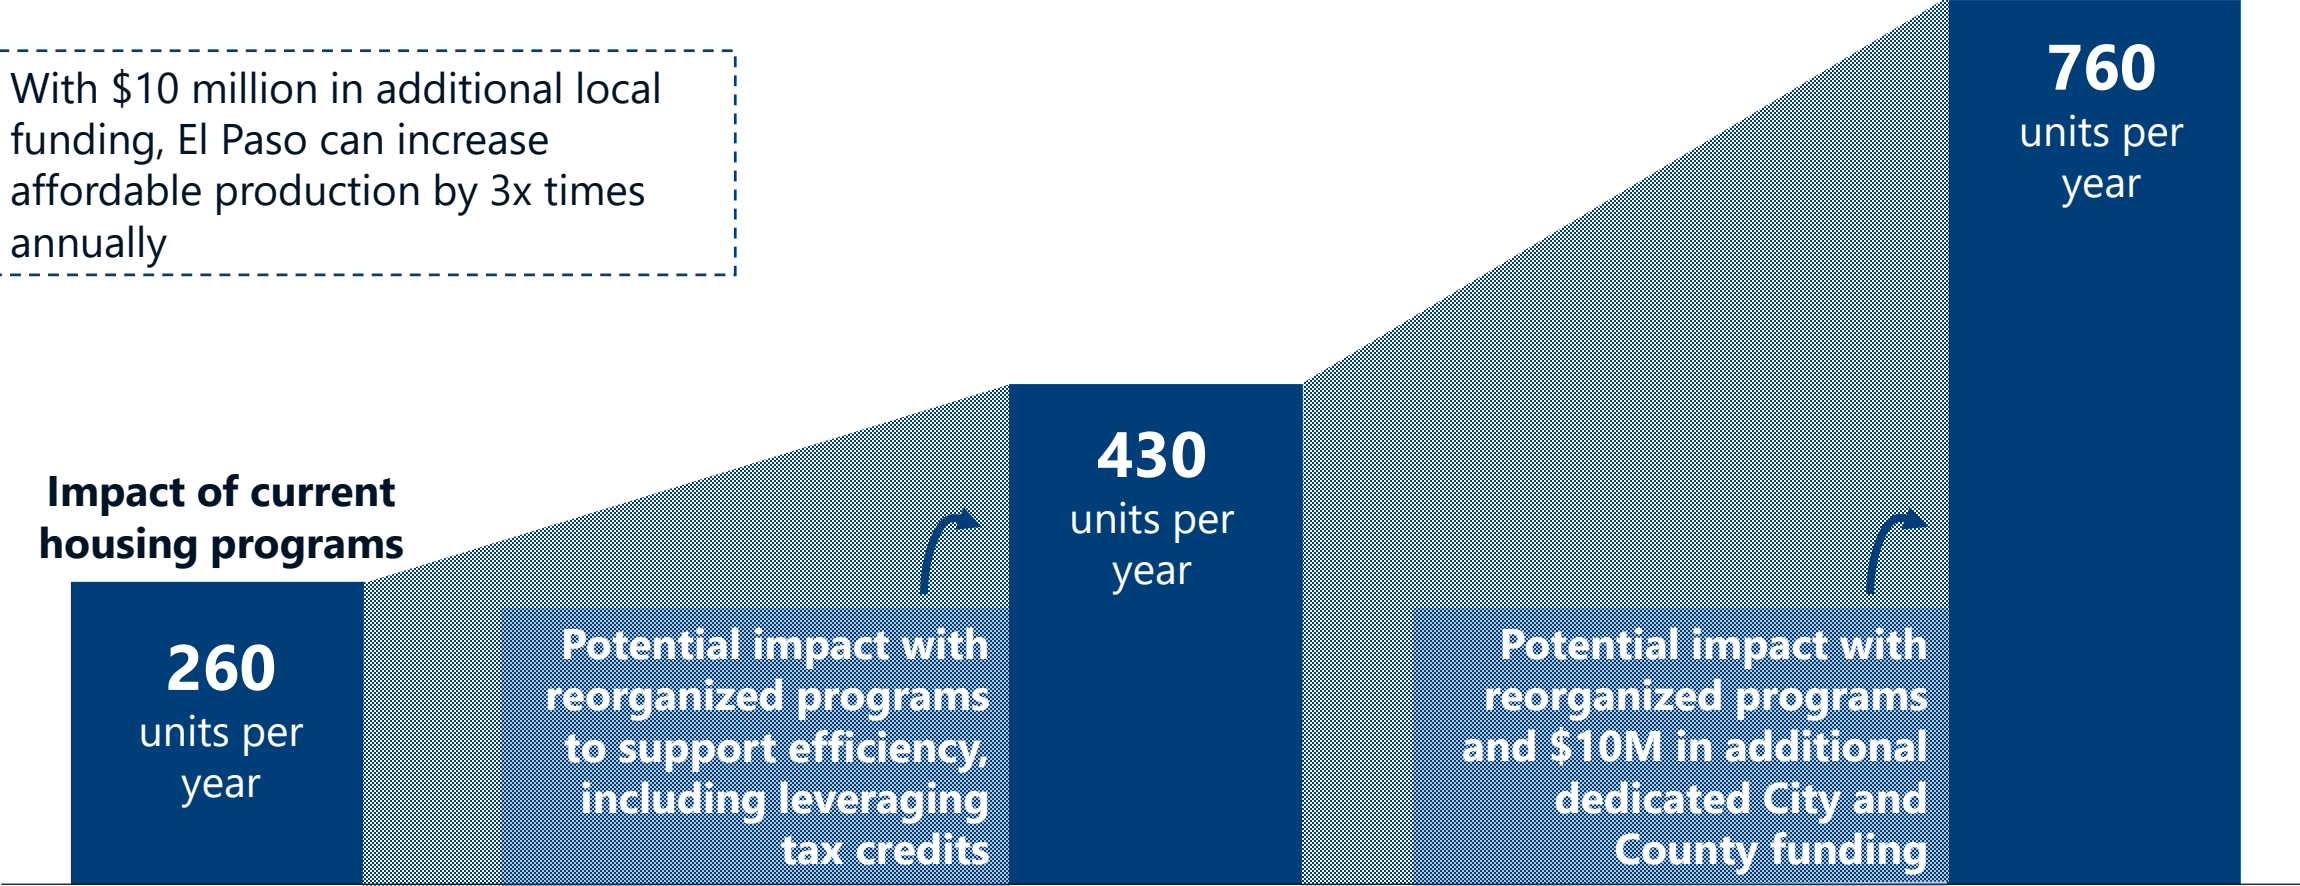 With $10 million in additional local
funding, El Paso can increase
affordable production by 3x times
annually
Impact of current
housing programs
260
units per
year
Potential impact with
reorganized programs
to support efficiency,
including leveraging
tax credits
430
units per
year
Potential impact with
reorganized programs
and $10M in additional
dedicated City and
County funding
760
units per
year